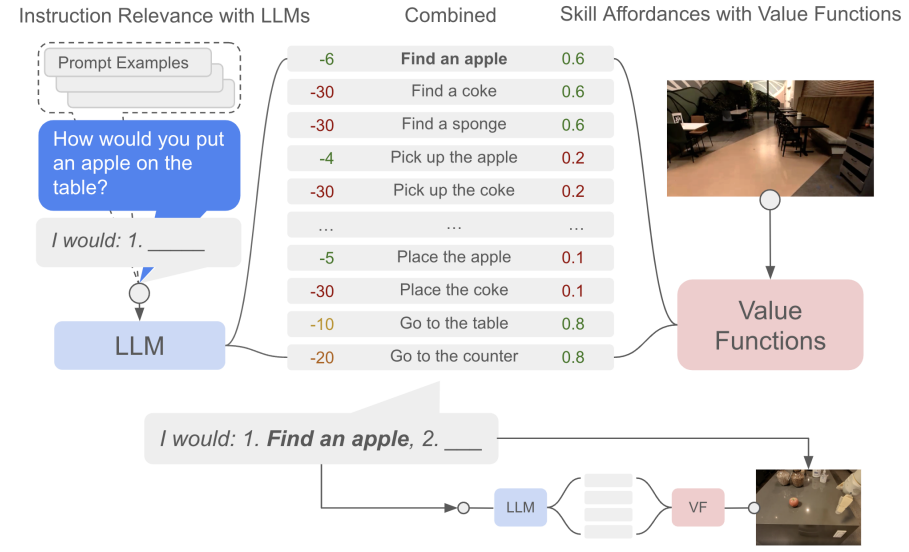 Instruction Relevance with LLMs
Combined
Skill Affordances with Value Functions
Prompt Examples
How would you put
an apple on the
table?
I would: 1. _____
LLM
-6 Find an apple 0.6
-30 Find a coke 0.6
-30 Find a sponge 0.6
-4 Pick up the apple 0.2
-30 Pick up the coke 0.2
... ... ...
-5 Place the apple 0.1
-30 Place the coke 0.1
-10 Go to the table 0.8
-20 Go to the counter 0.8
Value
Functions
I would: 1. Find an apple, 2. ___
LLM
VF